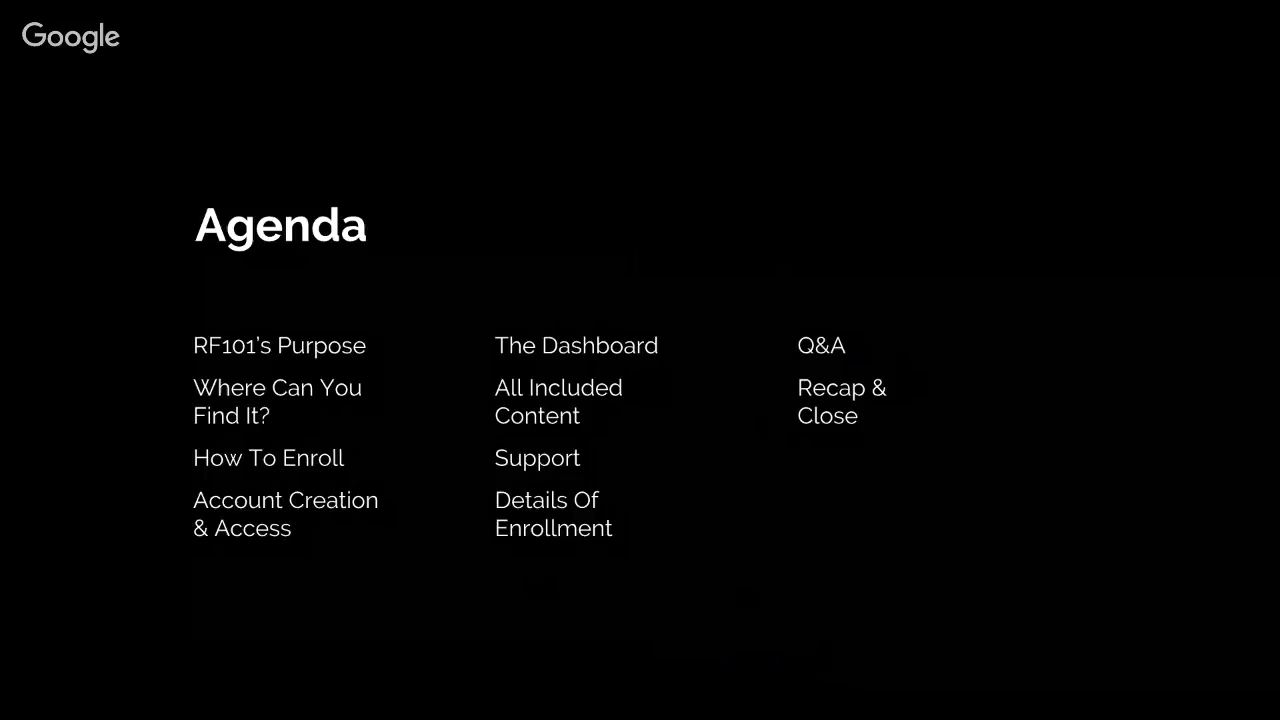 Google
Agenda
RF101's Purpose
Where Can You
Find It?
How To Enroll
Account Creation
& Access
The Dashboard
All Included
Content
Support
Details Of
Enrollment
Q&A
Recap &
Close